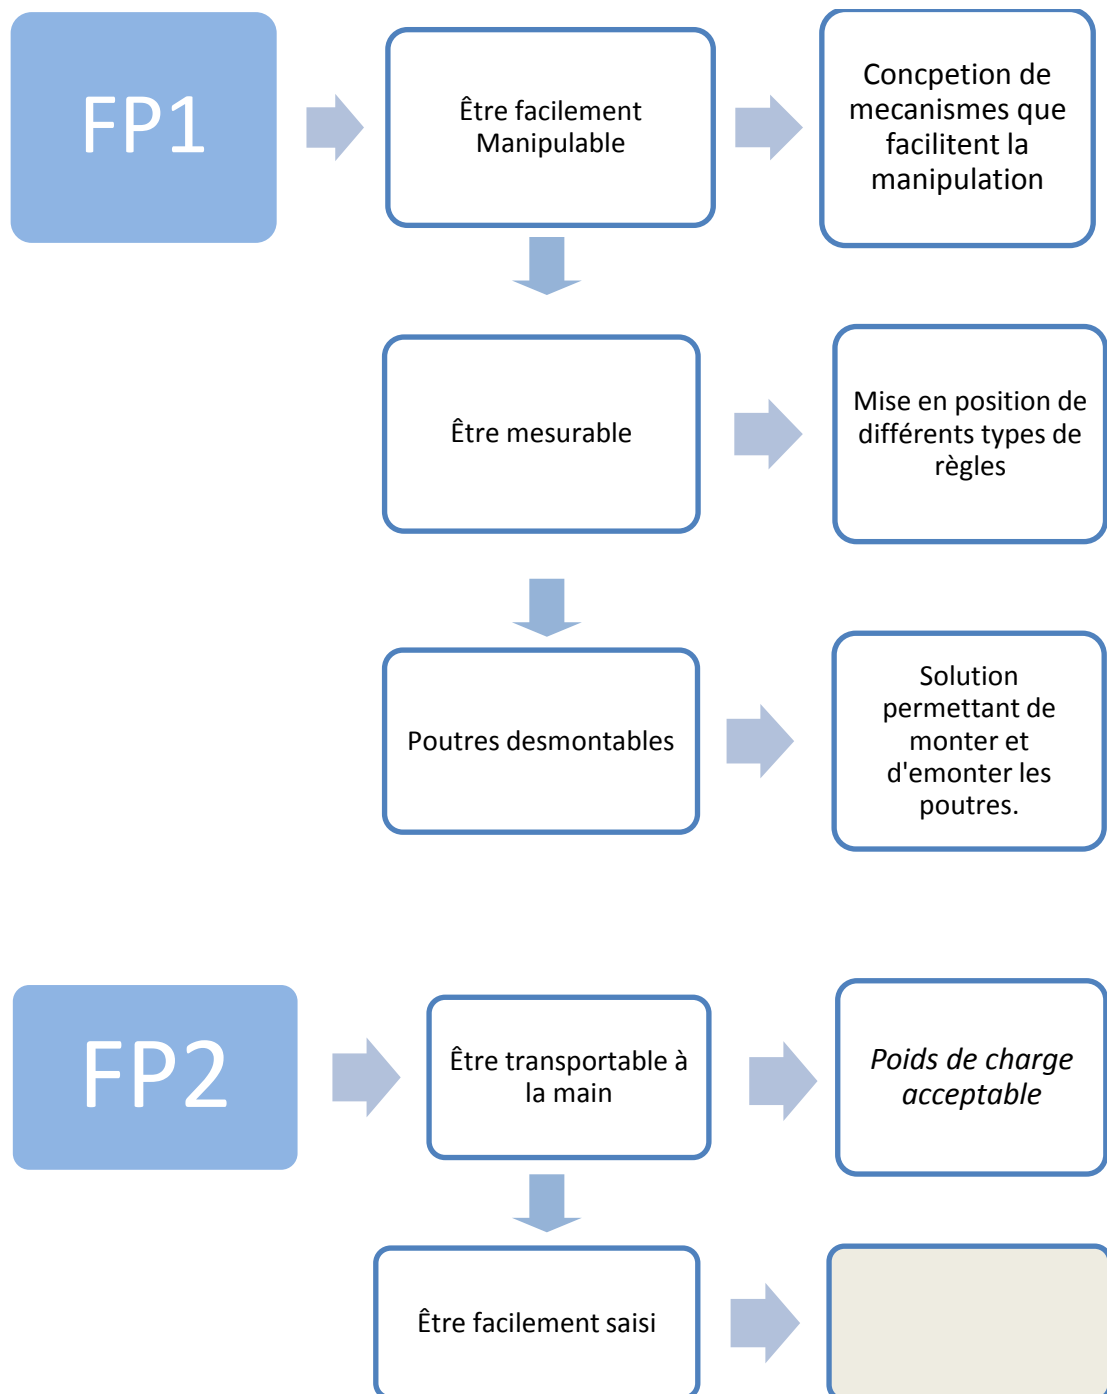 FP1
Être facilement
Manipulable
Concpetion de
mecanismes que
facilitent la
manipulation
Être mesurable
Mise en position de
différents types de
règles
Poutres desmontables
Solution
permettant de
monter et
d'emonter les
poutres.
FP2
Être transportable à
la main
Poids de charge
acceptable
Être facilement saisi